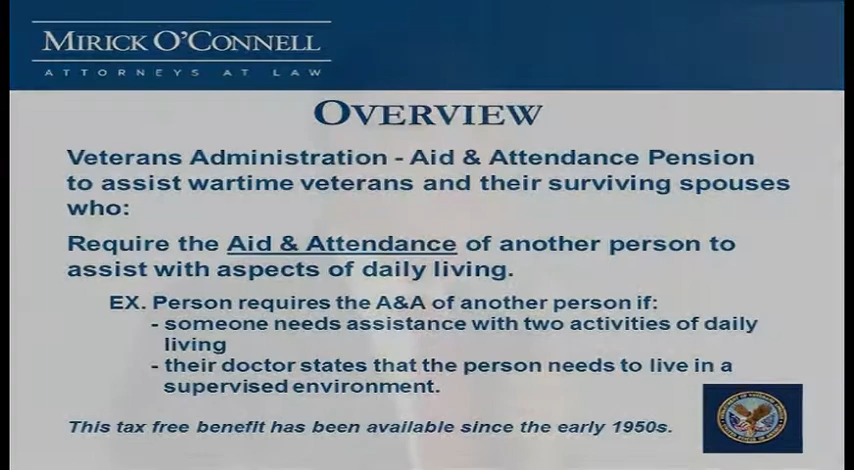 MIRICK O'CONNELL
ATTORNEYS AT LAW
OVERVIEW
Veterans Administration - Aid & Attendance Pension
to assist wartime veterans and their surviving spouses
who:
Require the Aid & Attendance of another person to
assist with aspects of daily living.
EX. Person requires the A&A of another person if:
- someone needs assistance with two activities of daily
living
- their doctor states that the person needs to live in a
supervised environment.
This tax free benefit has been available since the early 1950s.